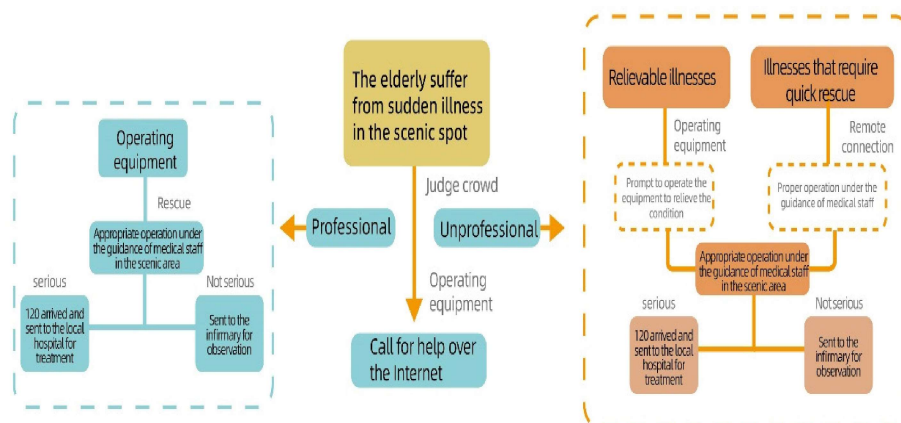 The elderly suffer
from sudden illness
in the scenic spot
Judge crowd
Professional
Unprofessional
Operating
equipment
Call for help over
the Internet
Operating
equipment
Rescue
Appropriate operation under
the guidance of medical staff
in the scenic area
serious
Not serious
120 arrived and
sent to the local
hospital for
treatment
Sent to the
infirmary for
observation
Relievable illnesses
Illnesses that require
quick rescue
Operating
equipment
Remote
connection
Prompt to operate the
equipment to relieve the
condition
Proper operation under the
guidance of medical staff
Appropriate operation under
the guidance of medical staff
in the scenic area
serious
Not serious
120 arrived and
sent to the local
hospital for
treatment
Sent to the
infirmary for
observation